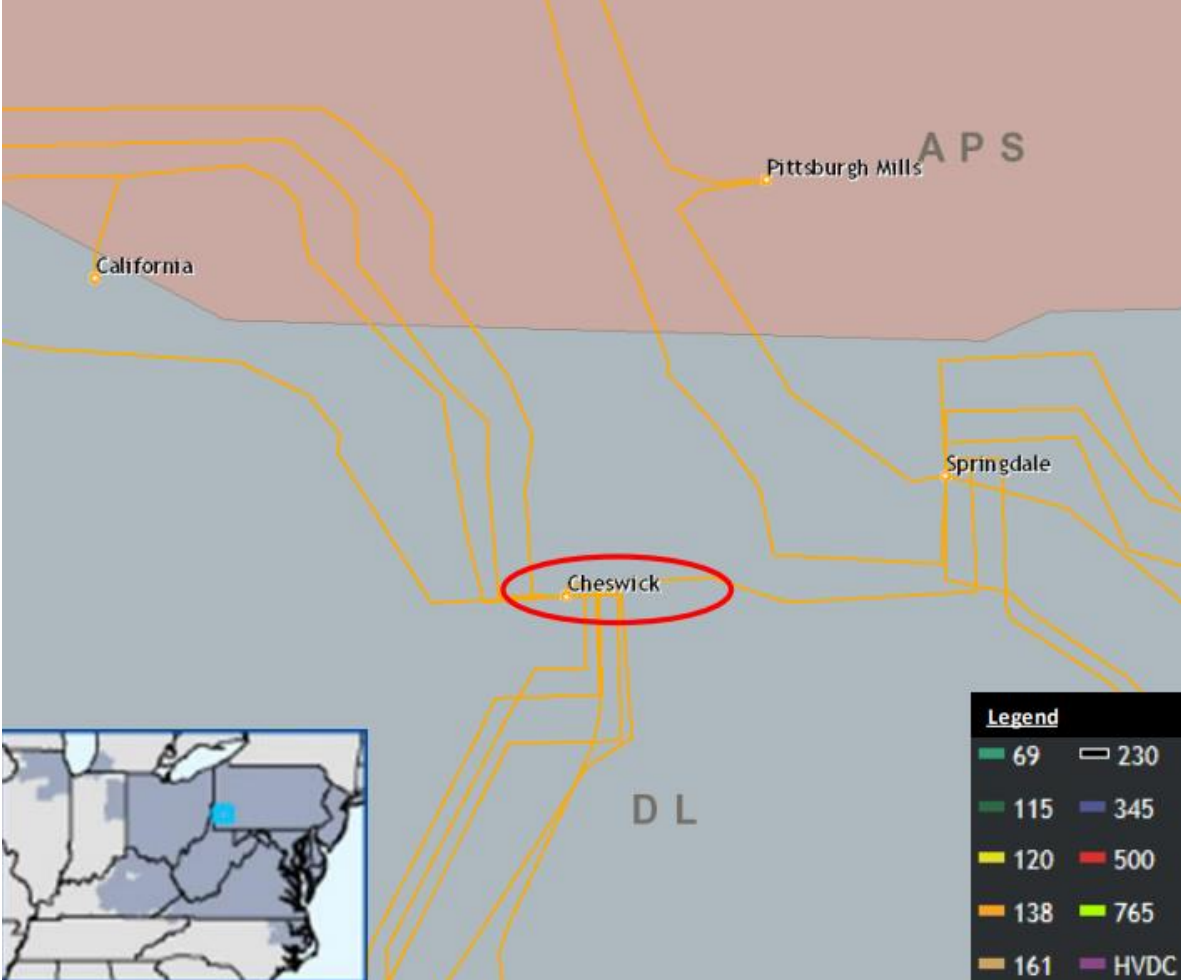 A P S
Pittsburgh Mills
California
Springdale
Cheswick
D L
Legend
69 230
115 345
120 500
138 765
161 HVDC